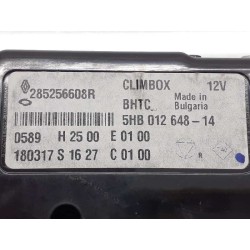 CLIMBOX 12V
285256608R
BHTC Made in
Bulgaria
5HB 012 648-14
0589 H 25 00 E 01 00
180317 S 16 27 C 01 00
R